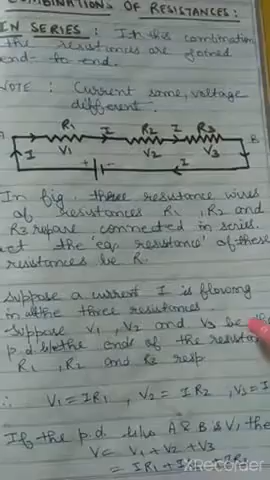 COMBINATIONS OF RESISTANCES:
IN SERIES: In this combination
the resistances are joined
end-to-end.
NOTE: Current same, voltage
different.
A R1 I R2 I R3 B
I V1 V2 V3
+ - I
In fig. three resistance wires
of resistances R1, R2 and
R3 are connected in series.
Let the 'eq. resistance' of these
resistances be R.
Suppose a current I is flowing
in all the three resistances.
Suppose V1, V2 and V3 be the
p.d. b/w the ends of the
R1, R2 and R3 resp.
∴ V1=IR1, V2=IR2, V3=I
If the p.d. b/w A & B is V, the
V= V1+V2+V3
= IR1+
XRecorder